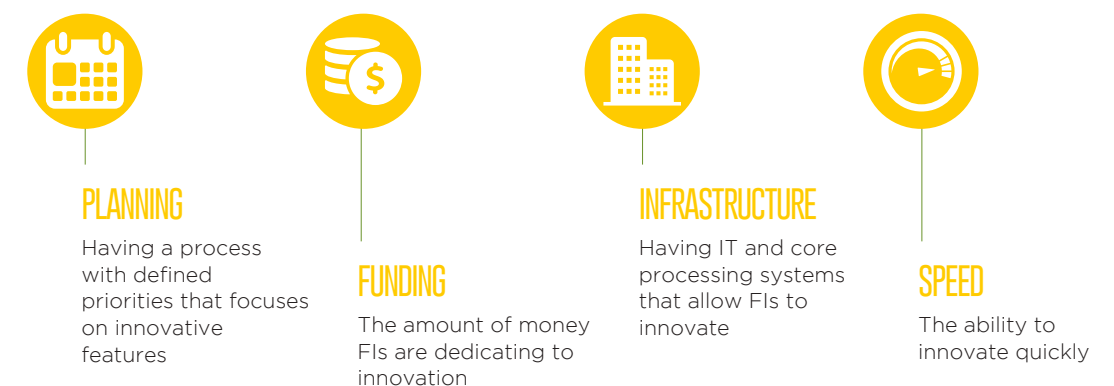 $
PLANNING
Having a process
with defined
priorities that focuses
on innovative
features
FUNDING
The amount of money
FIs are dedicating to
innovation
INFRASTRUCTURE
Having IT and core
processing systems
that allow FIs to
innovate
SPEED
The ability to
innovate quickly